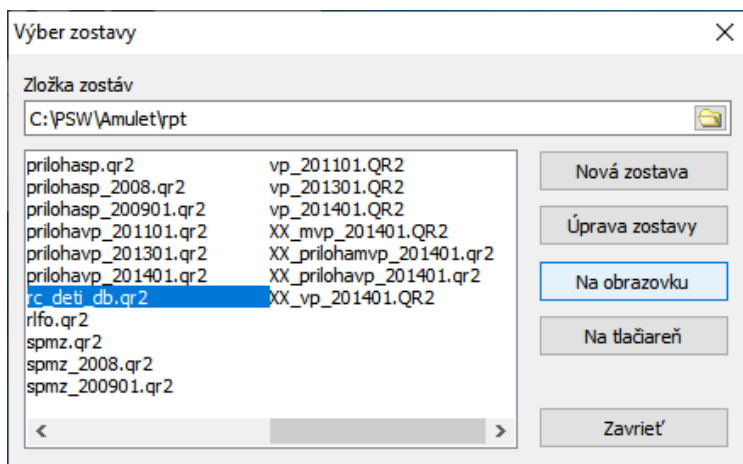 Výber zostavy
Zložka zostáv
C:\PSW\Amulet\rpt
prilohasp.qr2
prilohasp_2008.qr2
prilohasp_200901.qr2
prilohavp_201101.qr2
prilohavp_201301.qr2
prilohavp_201401.qr2
rc_deti_db.qr2
rlfo.qr2
spmz.qr2
spmz_2008.qr2
spmz_200901.qr2
vp_201101.QR2
vp_201301.QR2
vp_201401.QR2
XX_mvp_201401.QR2
XX_prilohamvp_201401.qr2
XX_prilohavp_201401.qr2
XX_vp_201401.QR2
Nová zostava
Úprava zostavy
Na obrazovku
Na tlačiareň
Zavrieť